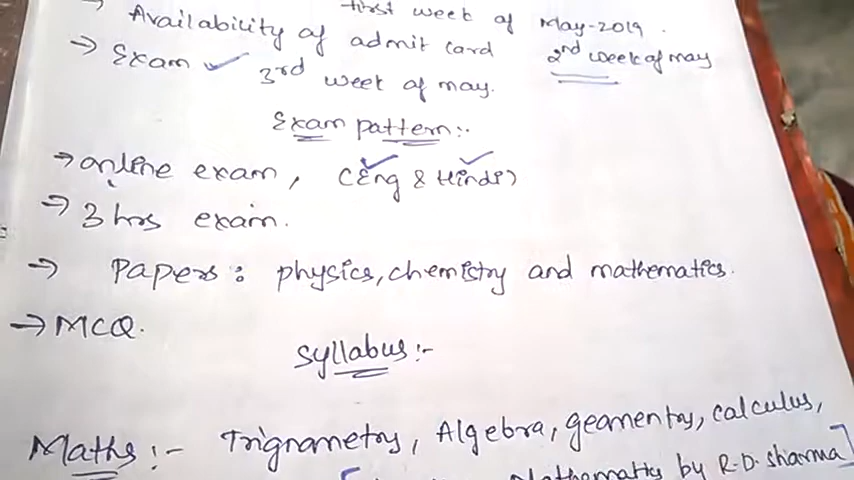 first week of May-2019.
→ Availability of admit card 2nd week of may
→ Exam ✓ 3rd week of may.
Exam pattern:-
→ online exam, (Eng & Hindi)
→ 3 hrs exam.
→ Papers: physics, chemistry and mathematics.
→ MCQ.
Syllabus:-
Maths:- Trignametry, Algebra, geamentry, calculus,
Mathematics by R.D. sharma]